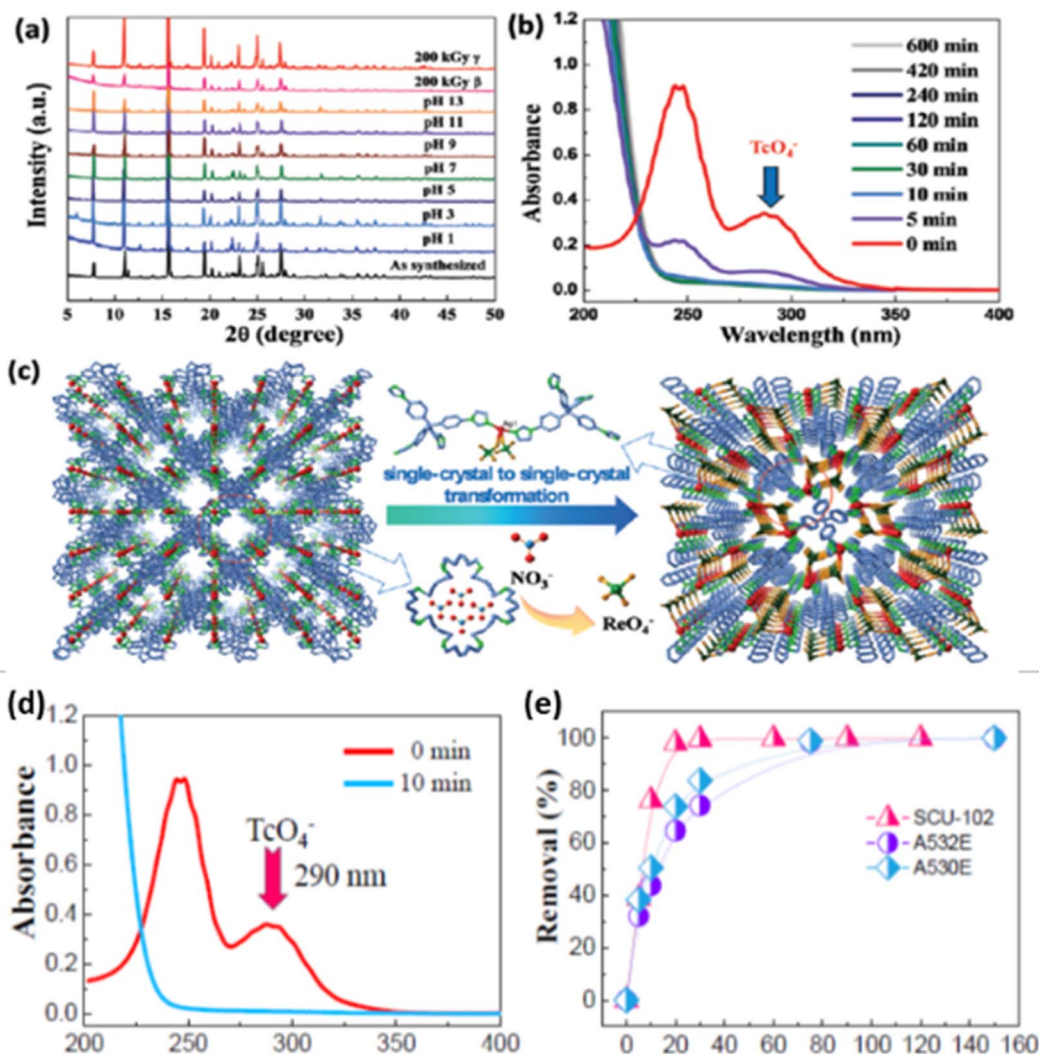 (a)
200 kGy γ
200 kGy β
pH 13
pH 11
pH 9
pH 7
pH 5
pH 3
pH 1
As synthesized
Intensity (a.u.)
5 10 15 20 25 30 35 40 45 50
2θ (degree)
(b)
1.2
1.0
0.8
0.6
0.4
0.2
0.0
Absorbance
TcO₄⁻
600 min
420 min
240 min
120 min
60 min
30 min
10 min
5 min
0 min
200 250 300 350 400
Wavelength (nm)
(c)
single-crystal to single-crystal
transformation
NO₃⁻
ReO₄⁻
(d)
1.2
1.0
0.8
0.6
0.4
0.2
0.0
Absorbance
0 min
10 min
TcO₄⁻
290 nm
200 250 300 350 400
(e)
100
80
60
40
20
0
Removal (%)
SCU-102
A532E
A530E
0 20 40 60 80 100 120 140 160